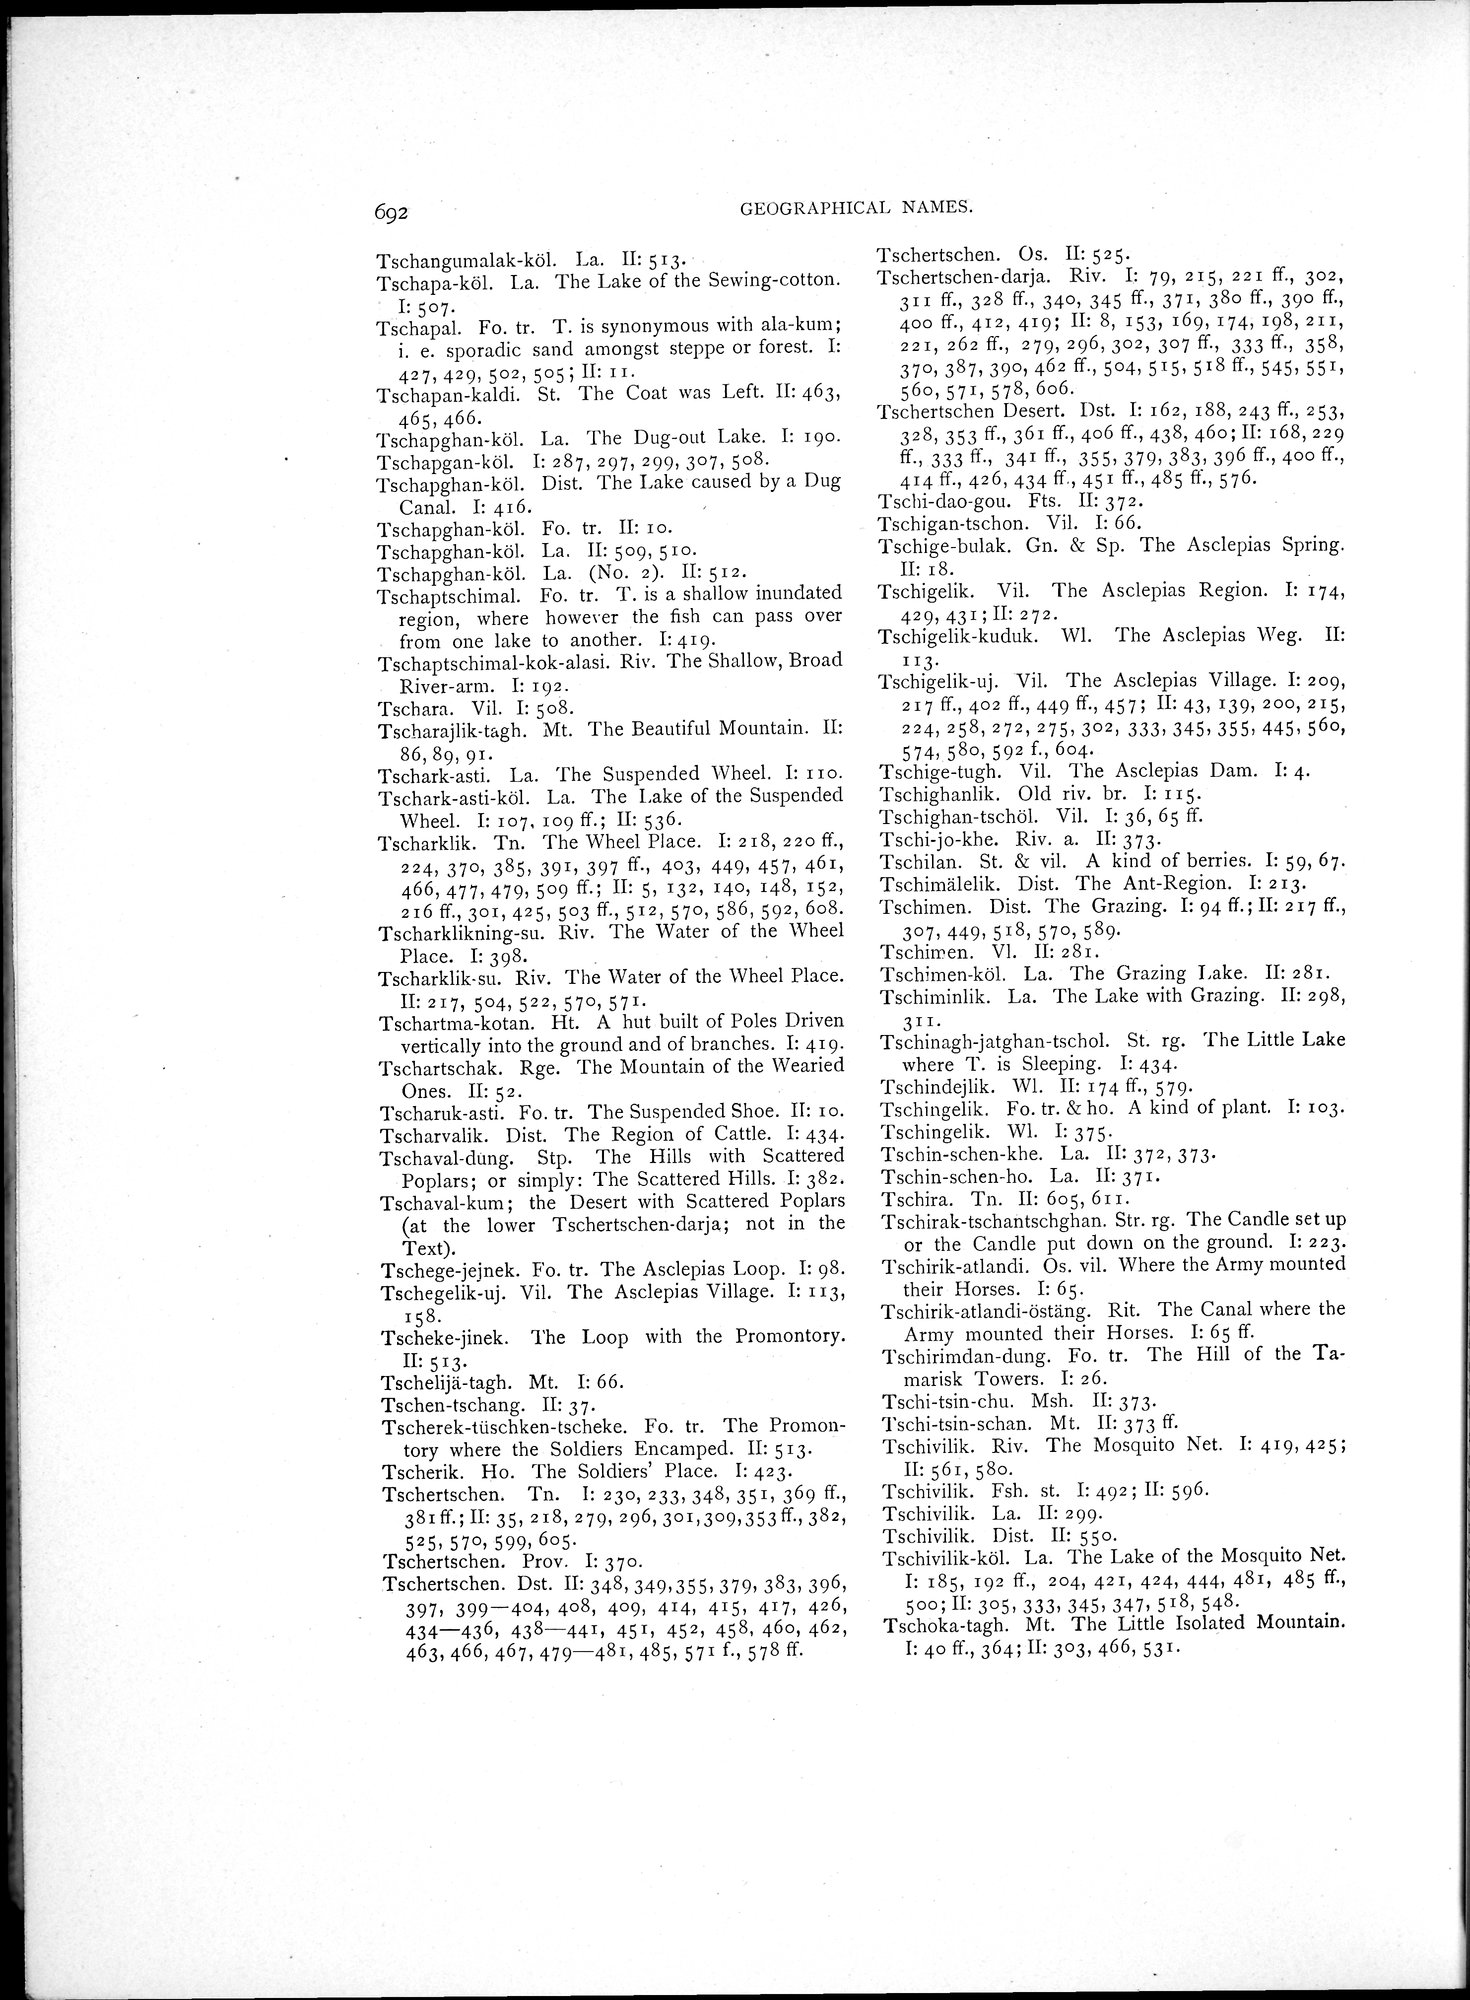 692
GEOGRAPHICAL NAMES.
Tschangumalak-köl. La. II: 513.
Tschapa-köl. La. The Lake of the Sewing-cotton.
I: 507.
Tschapal. Fo. tr. T. is synonymous with ala-kum;
i. e. sporadic sand amongst steppe or forest. I:
427, 429, 502, 505; II: 11.
Tschapan-kaldi. St. The Coat was Left. II: 463,
465, 466.
Tschapghan-köl. La. The Dug-out Lake. I: 190.
Tschapgan-köl. I: 287, 297, 299, 307, 508.
Tschapghan-köl. Dist. The Lake caused by a Dug
Canal. I: 416.
Tschapghan-köl. Fo. tr. II: 10.
Tschapghan-köl. La. II: 509, 510.
Tschapghan-köl. La. (No. 2). II: 512.
Tschaptschimal. Fo. tr. T. is a shallow inundated
region, where however the fish can pass over
from one lake to another. I: 419.
Tschaptschimal-kok-alasi. Riv. The Shallow, Broad
River-arm. I: 192.
Tschara. Vil. I: 508.
Tscharajlik-tagh. Mt. The Beautiful Mountain. II:
86, 89, 91.
Tschark-asti. La. The Suspended Wheel. I: 110.
Tschark-asti-köl. La. The Lake of the Suspended
Wheel. I: 107, 109 ff.; II: 536.
Tscharklik. Tn. The Wheel Place. I: 218, 220 ff.,
224, 370, 385, 391, 397 ff., 403, 449, 457, 461,
466, 477, 479, 509 ff.; II: 5, 132, 140, 148, 152,
216 ff., 301, 425, 503 ff., 512, 570, 586, 592, 608.
Tscharklikning-su. Riv. The Water of the Wheel
Place. I: 398.
Tscharklik-su. Riv. The Water of the Wheel Place.
II: 217, 504, 522, 570, 571.
Tschartma-kotan. Ht. A hut built of Poles Driven
vertically into the ground and of branches. I: 419.
Tschartschak. Rge. The Mountain of the Wearied
Ones. II: 52.
Tscharuk-asti. Fo. tr. The Suspended Shoe. II: 10.
Tscharvalik. Dist. The Region of Cattle. I: 434.
Tschaval-dung. Stp. The Hills with Scattered
Poplars; or simply: The Scattered Hills. I: 382.
Tschaval-kum; the Desert with Scattered Poplars
(at the lower Tschertschen-darja; not in the
Text).
Tschege-jejnek. Fo. tr. The Asclepias Loop. I: 98.
Tschegelik-uj. Vil. The Asclepias Village. I: 113,
158.
Tscheke-jinek. The Loop with the Promontory.
II: 513.
Tschelijä-tagh. Mt. I: 66.
Tschen-tschang. II: 37.
Tscherek-tüschken-tscheke. Fo. tr. The Promon-
tory where the Soldiers Encamped. II: 513.
Tscherik. Ho. The Soldiers' Place. I: 423.
Tschertschen. Tn. I: 230, 233, 348, 351, 369 ff.,
381 ff.; II: 35, 218, 279, 296, 301, 309, 353 ff., 382,
525, 570, 599, 605.
Tschertschen. Prov. I: 370.
Tschertschen. Dst. II: 348, 349, 355, 379, 383, 396,
397, 399—404, 408, 409, 414, 415, 417, 426,
434—436, 438—441, 451, 452, 458, 460, 462,
463, 466, 467, 479—481, 485, 571 f., 578 ff.
Tschertschen. Os. II: 525.
Tschertschen-darja. Riv. I: 79, 215, 221 ff., 302,
311 ff., 328 ff., 340, 345 ff., 371, 380 ff., 390 ff.,
400 ff., 412, 419; II: 8, 153, 169, 174, 198, 211,
221, 262 ff., 279, 296, 302, 307 ff., 333 ff., 358,
370, 387, 390, 462 ff., 504, 515, 518 ff., 545, 551,
560, 571, 578, 606.
Tschertschen Desert. Dst. I: 162, 188, 243 ff., 253,
328, 353 ff., 361 ff., 406 ff., 438, 460; II: 168, 229
ff., 333 ff., 341 ff., 355, 379, 383, 396 ff., 400 ff.,
414 ff., 426, 434 ff., 451 ff., 485 ff., 576.
Tschi-dao-gou. Fts. II: 372.
Tschigan-tschon. Vil. I: 66.
Tschige-bulak. Gn. & Sp. The Asclepias Spring.
II: 18.
Tschigelik. Vil. The Asclepias Region. I: 174,
429, 431; II: 272.
Tschigelik-kuduk. Wl. The Asclepias Weg. II:
113.
Tschigelik-uj. Vil. The Asclepias Village. I: 209,
217 ff., 402 ff., 449 ff., 457; II: 43, 139, 200, 215,
224, 258, 272, 275, 302, 333, 345, 355, 445, 560,
574, 580, 592 f., 604.
Tschige-tugh. Vil. The Asclepias Dam. I: 4.
Tschighanlik. Old riv. br. I: 115.
Tschighan-tschöl. Vil. I: 36, 65 ff.
Tschi-jo-khe. Riv. a. II: 373.
Tschilan. St. & vil. A kind of berries. I: 59, 67.
Tschimälelik. Dist. The Ant-Region. I: 213.
Tschimen. Dist. The Grazing. I: 94 ff.; II: 217 ff.,
307, 449, 518, 570, 589.
Tschimen. Vl. II: 281.
Tschimen-köl. La. The Grazing Lake. II: 281.
Tschiminlik. La. The Lake with Grazing. II: 298,
311.
Tschinagh-jatghan-tschol. St. rg. The Little Lake
where T. is Sleeping. I: 434.
Tschindejlik. Wl. II: 174 ff., 579.
Tschingelik. Fo. tr. & ho. A kind of plant. I: 103.
Tschingelik. Wl. I: 375.
Tschin-schen-khe. La. II: 372, 373.
Tschin-schen-ho. La. II: 371.
Tschira. Tn. II: 605, 611.
Tschirak-tschantschghan. Str. rg. The Candle set up
or the Candle put down on the ground. I: 223.
Tschirik-atlandi. Os. vil. Where the Army mounted
their Horses. I: 65.
Tschirik-atlandi-östäng. Rit. The Canal where the
Army mounted their Horses. I: 65 ff.
Tschirimdan-dung. Fo. tr. The Hill of the Ta-
marisk Towers. I: 26.
Tschi-tsin-chu. Msh. II: 373.
Tschi-tsin-schan. Mt. II: 373 ff.
Tschivilik. Riv. The Mosquito Net. I: 419, 425;
II: 561, 580.
Tschivilik. Fsh. st. I: 492; II: 596.
Tschivilik. La. II: 299.
Tschivilik. Dist. II: 550.
Tschivilik-köl. La. The Lake of the Mosquito Net.
I: 185, 192 ff., 204, 421, 424, 444, 481, 485 ff.,
500; II: 305, 333, 345, 347, 518, 548.
Tschoka-tagh. Mt. The Little Isolated Mountain.
I: 40 ff., 364; II: 303, 466, 531.